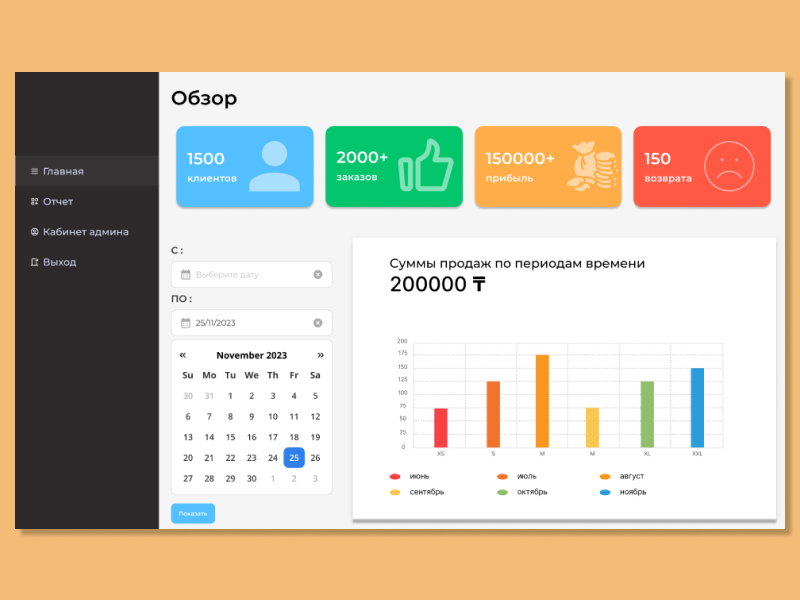 Обзор
1500
клиентов
2000+
заказов
150000+
прибыль
150
возврата
Главная
Отчет
Кабинет админа
Выход
С :
Выберите дату
ПО :
25/11/2023
« November 2023 »
Su Mo Tu We Th Fr Sa
30 31 1 2 3 4 5
6 7 8 9 10 11 12
13 14 15 16 17 18 19
20 21 22 23 24 25 26
27 28 29 30 1 2 3
Показать
Суммы продаж по периодам времени
200000 ₸
200
175
150
125
100
75
50
25
0
XS S M M XL XXL
июнь июль август
сентябрь октябрь ноябрь